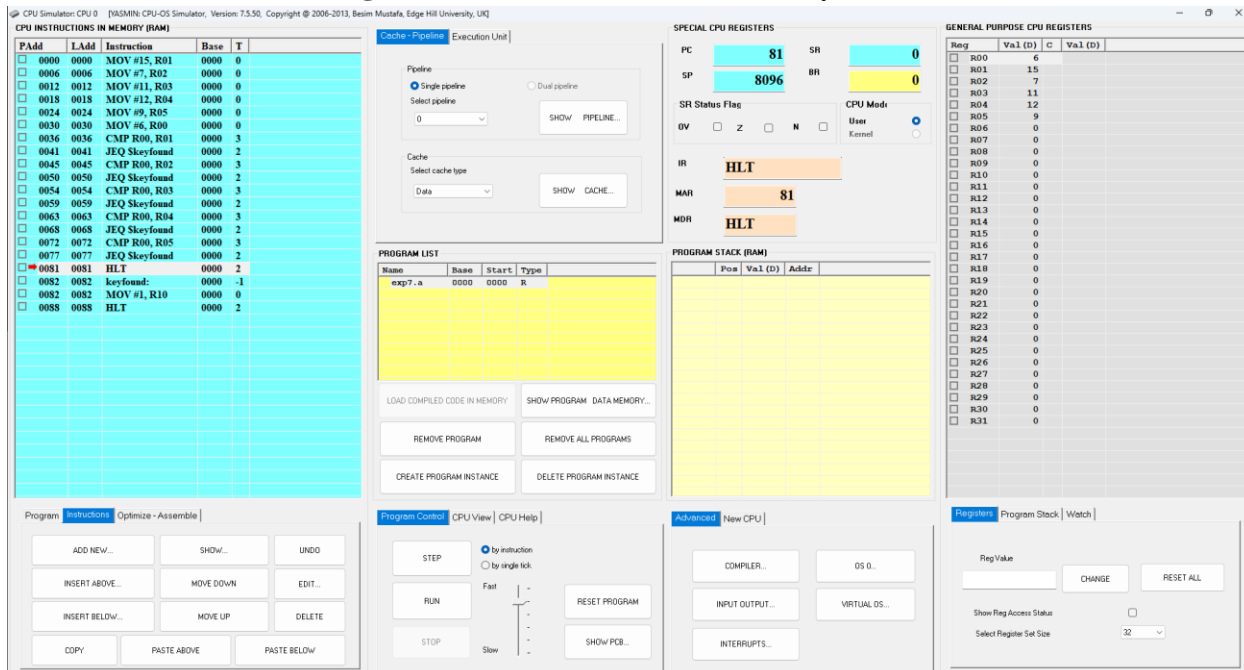 CPU Simulator: CPU 0 [YASMIN: CPU-OS Simulator, Version: 7.5.50, Copyright @ 2006-2013, Besim Mustafa, Edge Hill University, UK]
CPU INSTRUCTIONS IN MEMORY (RAM)
PAdd LAdd Instruction Base T
0000 0000 MOV #15, R01 0000 0
0006 0006 MOV #7, R02 0000 0
0012 0012 MOV #11, R03 0000 0
0018 0018 MOV #12, R04 0000 0
0024 0024 MOV #9, R05 0000 0
0030 0030 MOV #6, R00 0000 0
0036 0036 CMP R00, R01 0000 3
0041 0041 JEQ $keyfound 0000 2
0045 0045 CMP R00, R02 0000 3
0050 0050 JEQ $keyfound 0000 2
0054 0054 CMP R00, R03 0000 3
0059 0059 JEQ $keyfound 0000 2
0063 0063 CMP R00, R04 0000 3
0068 0068 JEQ $keyfound 0000 2
0072 0072 CMP R00, R05 0000 3
0077 0077 JEQ $keyfound 0000 2
0081 0081 HLT 0000 2
0082 0082 keyfound: 0000 -1
0082 0082 MOV #1, R10 0000 0
0088 0088 HLT 0000 2
Program Instructions Optimize - Assemble
ADD NEW... SHOW... UNDO
INSERT ABOVE... MOVE DOWN EDIT...
INSERT BELOW... MOVE UP DELETE
COPY PASTE ABOVE PASTE BELOW
Cache - Pipeline Execution Unit
Pipeline
Single pipeline Dual pipeline
Select pipeline
0 SHOW PIPELINE...
Cache
Select cache type
Data SHOW CACHE...
PROGRAM LIST
Name Base Start Type
exp7.a 0000 0000 R
LOAD COMPILED CODE IN MEMORY SHOW PROGRAM DATA MEMORY...
REMOVE PROGRAM REMOVE ALL PROGRAMS
CREATE PROGRAM INSTANCE DELETE PROGRAM INSTANCE
Program Control CPU View CPU Help
STEP by instruction
by single tick
Fast
RUN RESET PROGRAM
STOP Slow SHOW PCB...
SPECIAL CPU REGISTERS
PC 81 SR 0
SP 8096 BR 0
SR Status Flag CPU Mode
OV Z N User
Kernel
IR HLT
MAR 81
MDR HLT
PROGRAM STACK (RAM)
Pos Val (D) Addr
Advanced New CPU
COMPILER... OS 0...
INPUT OUTPUT... VIRTUAL OS...
INTERRUPTS...
GENERAL PURPOSE CPU REGISTERS
Reg Val (D) C Val (D)
R00 6
R01 15
R02 7
R03 11
R04 12
R05 9
R06 0
R07 0
R08 0
R09 0
R10 0
R11 0
R12 0
R13 0
R14 0
R15 0
R16 0
R17 0
R18 0
R19 0
R20 0
R21 0
R22 0
R23 0
R24 0
R25 0
R26 0
R27 0
R28 0
R29 0
R30 0
R31 0
Registers Program Stack Watch
Reg Value
CHANGE RESET ALL
Show Reg Access Status
Select Register Set Size 32